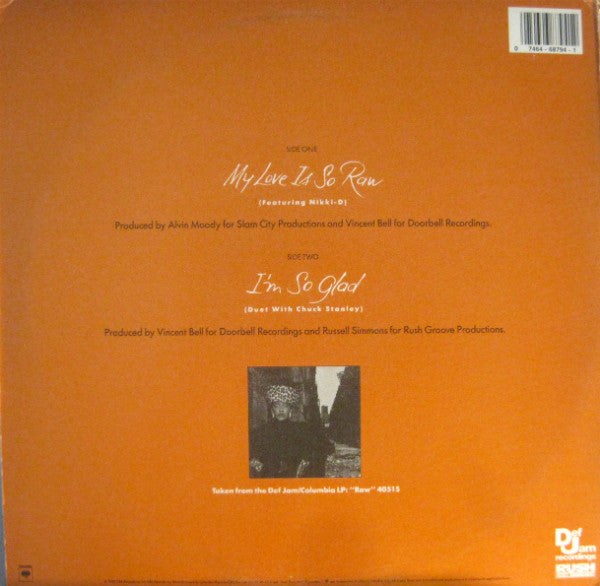 0 7464-68794-1
SIDE ONE
My Love Is So Raw
(Featuring Nikki-D)
Produced by Alvin Moody for Slam City Productions and Vincent Bell for Doorbell Recordings.
SIDE TWO
I'm So Glad
(Duet With Chuck Stanley)
Produced by Vincent Bell for Doorbell Recordings and Russell Simmons for Rush Groove Productions.
Taken from the Def Jam/Columbia LP: "Raw" 40515
Def
Jam
recordings
RUSH